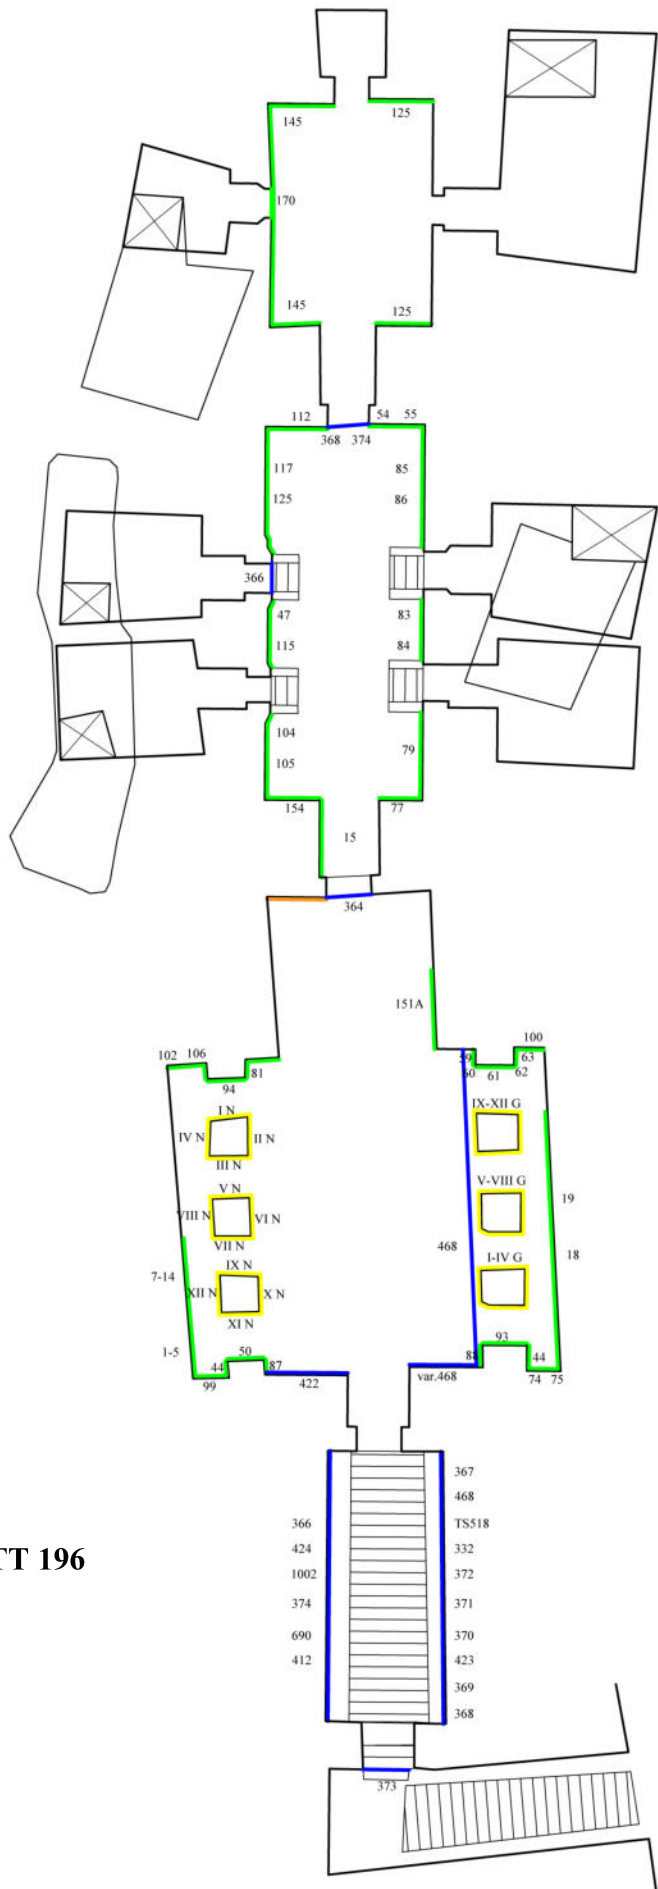 145 125
170
145 125
112 54 55
368 374
117 85
125 86
366
47 83
115 84
104
105 79
154 77
15
364
151A
100
102 106 81 59 63
94 60 61 62
I N IX-XII G
IV N II N
III N
V N V-VIII G
VIII N VI N 19
VII N 468
IX N I-IV G 18
7-14
XII N X N
XI N
1-5 50 93
44 87 88 44
99 422 var.468 74 75
367
468
366 TS518
424 332
1002 372
374 371
690 370
412 423
TT 196
369
368
373